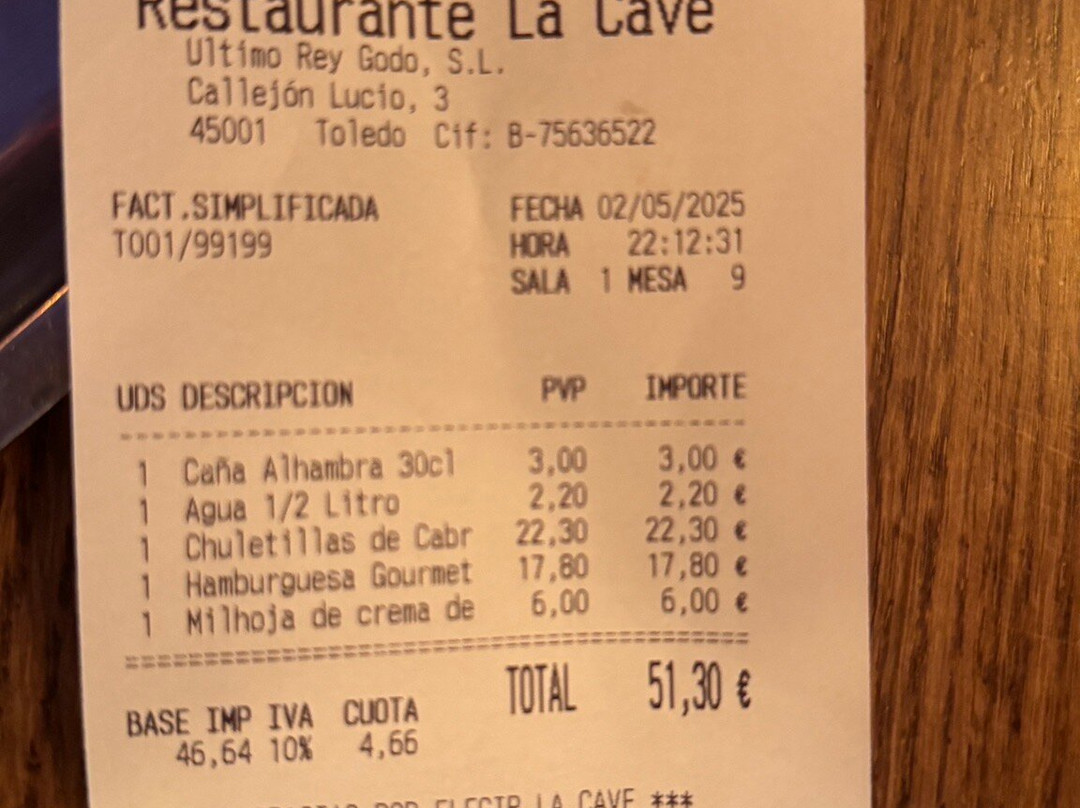 Restaurante La Cave
Ultimo Rey Godo, S.L.
Callejón Lucio, 3
45001 Toledo Cif: B-75636522
FACT.SIMPLIFICADA FECHA 02/05/2025
T001/99199 HORA 22:12:31
SALA 1 MESA 9
UDS DESCRIPCION PVP IMPORTE
1 Caña Alhambra 30cl 3,00 3,00 €
1 Agua 1/2 Litro 2,20 2,20 €
1 Chuletillas de Cabr 22,30 22,30 €
1 Hamburguesa Gourmet 17,80 17,80 €
1 Milhoja de crema de 6,00 6,00 €
TOTAL 51,30 €
BASE IMP IVA CUOTA
46,64 10% 4,66
POR ELECTR LA CAVE ***